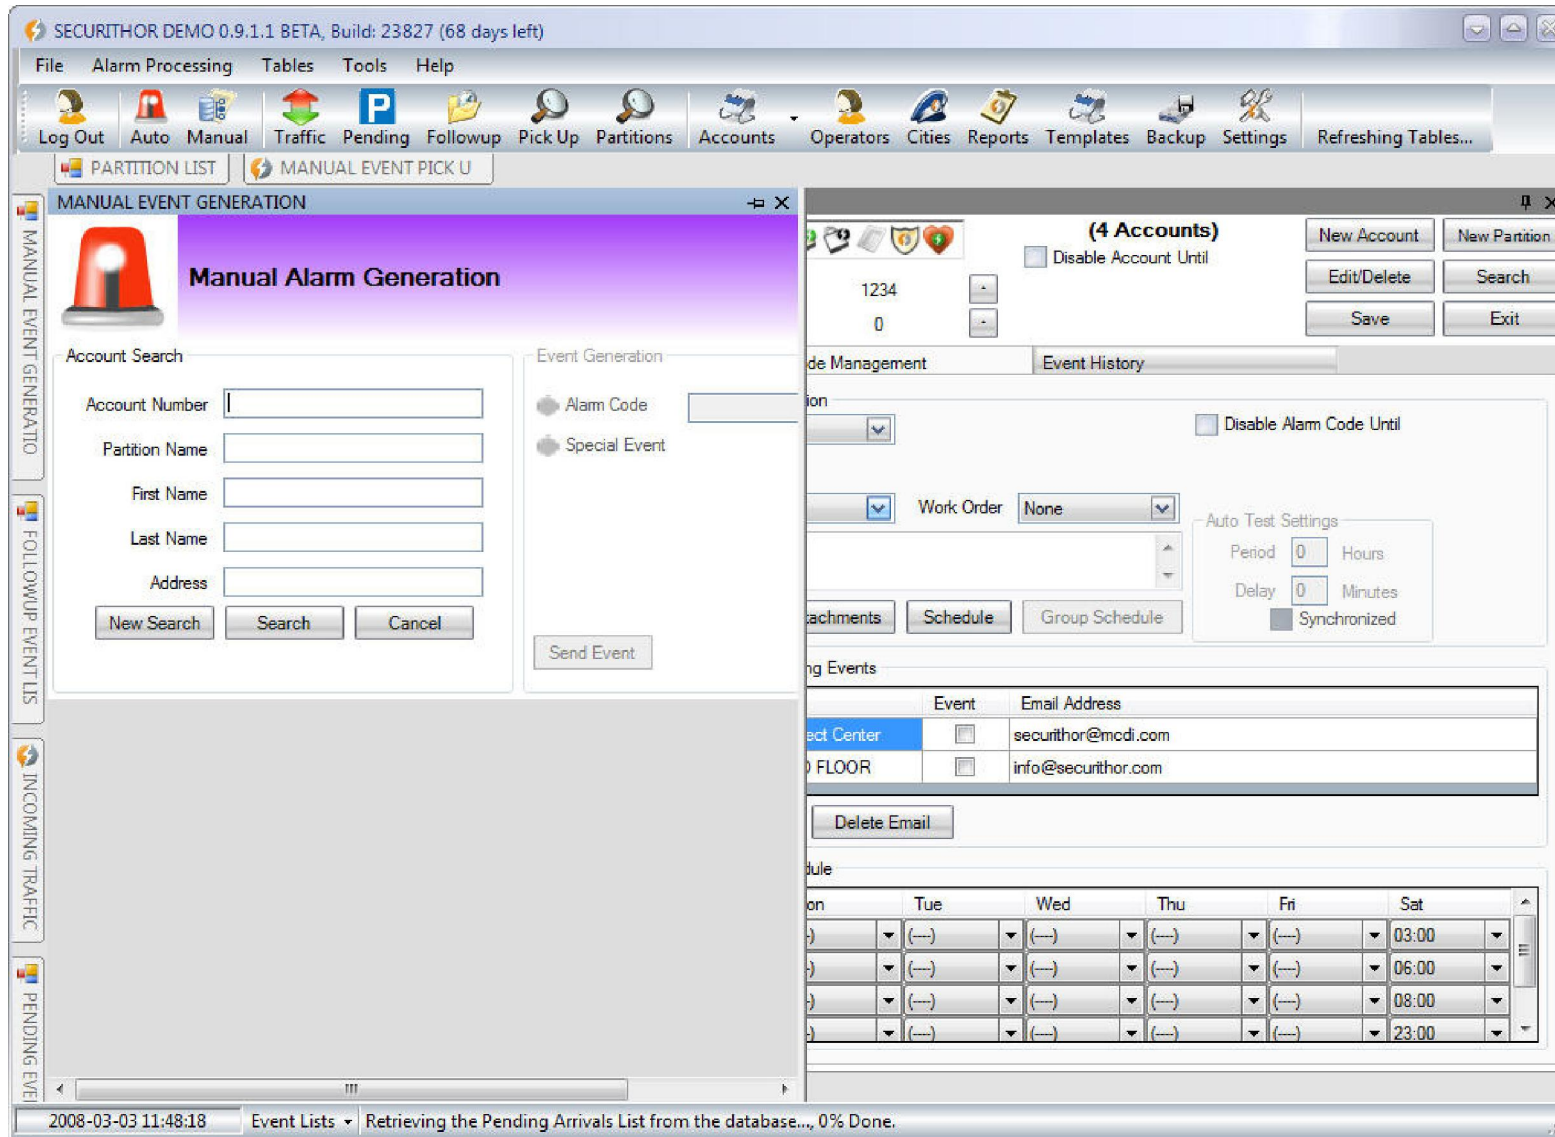 SECURITHOR DEMO 0.9.1.1 BETA, Build: 23827 (68 days left)
File Alarm Processing Tables Tools Help
Log Out Auto Manual Traffic Pending Followup Pick Up Partitions Accounts Operators Cities Reports Templates Backup Settings Refreshing Tables...
PARTITION LIST MANUAL EVENT PICK U
MANUAL EVENT GENERATIO
FOLLOWUP EVENT LIS
INCOMING TRAFFIC
PENDING EVE
MANUAL EVENT GENERATION
Manual Alarm Generation
Account Search
Account Number
Partition Name
First Name
Last Name
Address
New Search Search Cancel
Event Generation
Alarm Code
Special Event
Send Event
(4 Accounts)
Disable Account Until
1234
0
New Account New Partition
Edit/Delete Search
Save Exit
de Management Event History
ion
Disable Alarm Code Until
Work Order None
Auto Test Settings
Period 0 Hours
Delay 0 Minutes
Synchronized
tachments Schedule Group Schedule
ng Events
Event Email Address
ect Center securithor@mcdi.com
FLOOR info@securithor.com
Delete Email
dule
on Tue Wed Thu Fri Sat
) (---) (---) (---) (---) 03:00
) (---) (---) (---) (---) 06:00
) (---) (---) (---) (---) 08:00
) (---) (---) (---) (---) 23:00
2008-03-03 11:48:18 Event Lists Retrieving the Pending Arrivals List from the database..., 0% Done.